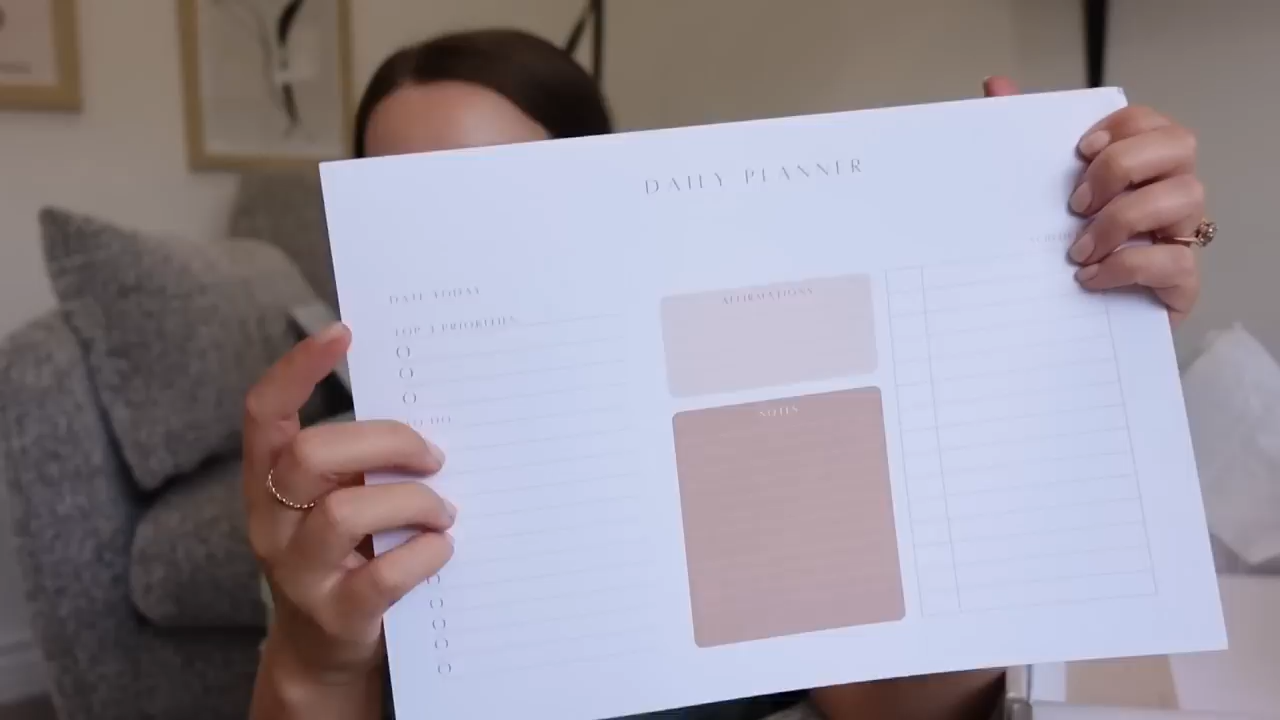 DAILY PLANNER
DATE TODAY
TOP 3 PRIORITIES
TO DO
AFFIRMATIONS
NOTES